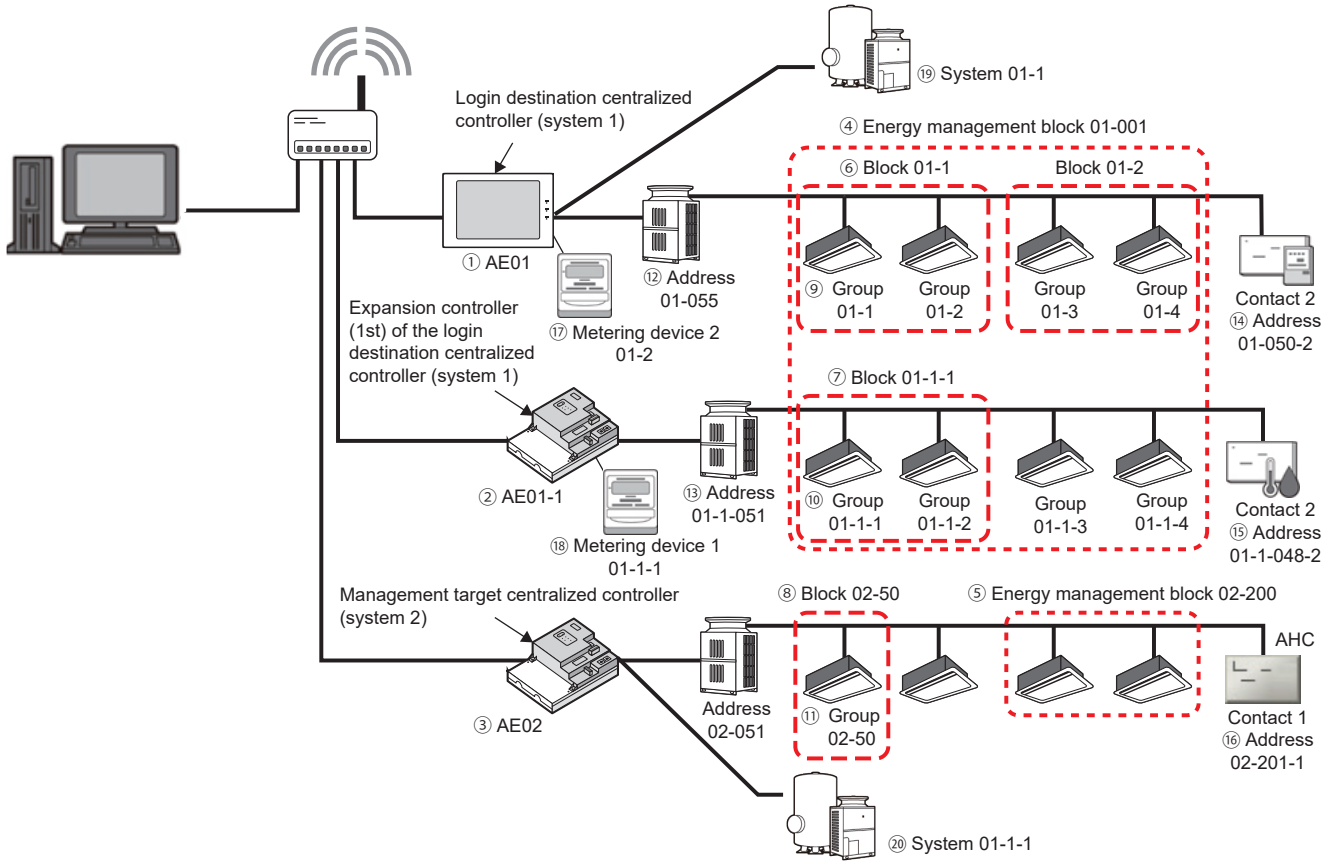 ⑲ System 01-1
Login destination centralized
controller (system 1)
④ Energy management block 01-001
⑥ Block 01-1
Block 01-2
① AE01
⑫ Address
01-055
⑨ Group
01-1
Group
01-2
Group
01-3
Group
01-4
Contact 2
⑭ Address
01-050-2
⑰ Metering device 2
01-2
Expansion controller
(1st) of the login
destination centralized
controller (system 1)
⑦ Block 01-1-1
② AE01-1
⑬ Address
01-1-051
⑩ Group
01-1-1
Group
01-1-2
Group
01-1-3
Group
01-1-4
Contact 2
⑮ Address
01-1-048-2
⑱ Metering device 1
01-1-1
Management target centralized controller
(system 2)
⑧ Block 02-50
⑤ Energy management block 02-200
AHC
③ AE02
Address
02-051
⑪ Group
02-50
Contact 1
⑯ Address
02-201-1
⑳ System 01-1-1